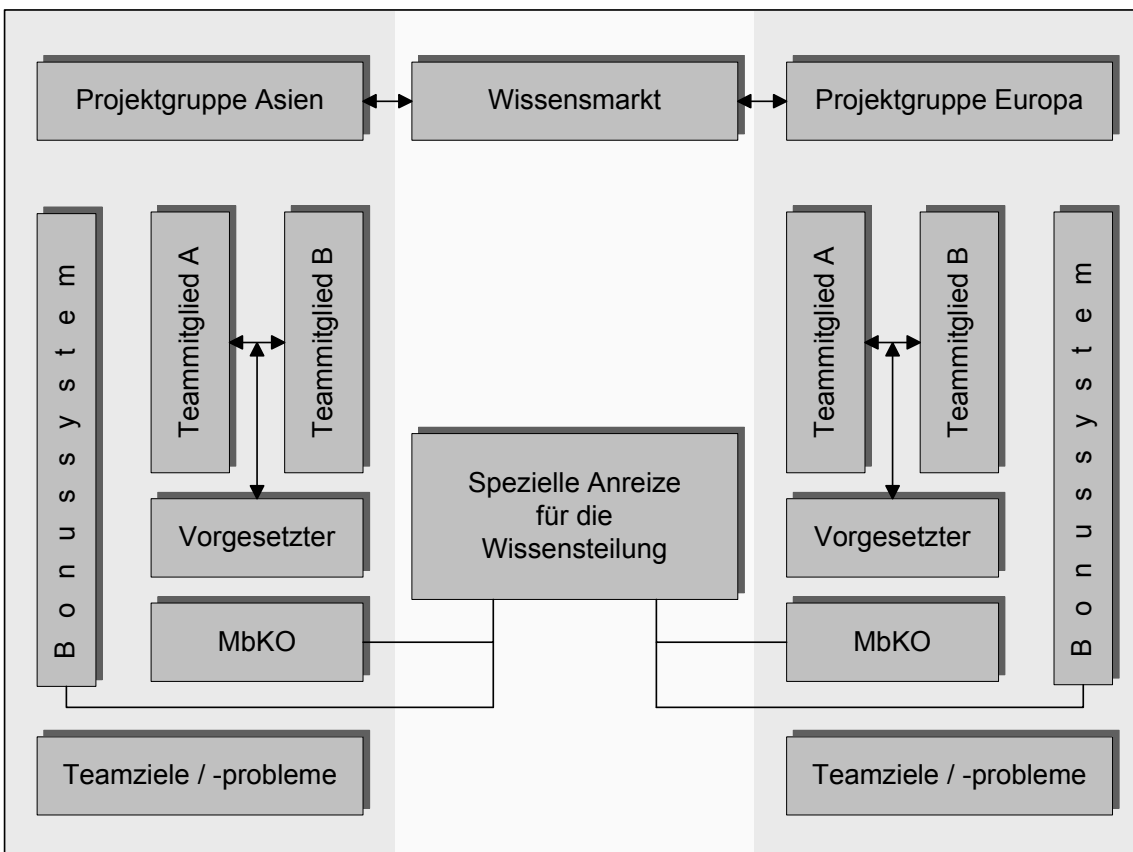 Projektgruppe Asien
Wissensmarkt
Projektgruppe Europa
Bonussystem
Teammitglied A
Teammitglied B
Vorgesetzter
MbKO
Teamziele / -probleme
Spezielle Anreize
für die
Wissensteilung
Teammitglied A
Teammitglied B
Bonussystem
Vorgesetzter
MbKO
Teamziele / -probleme